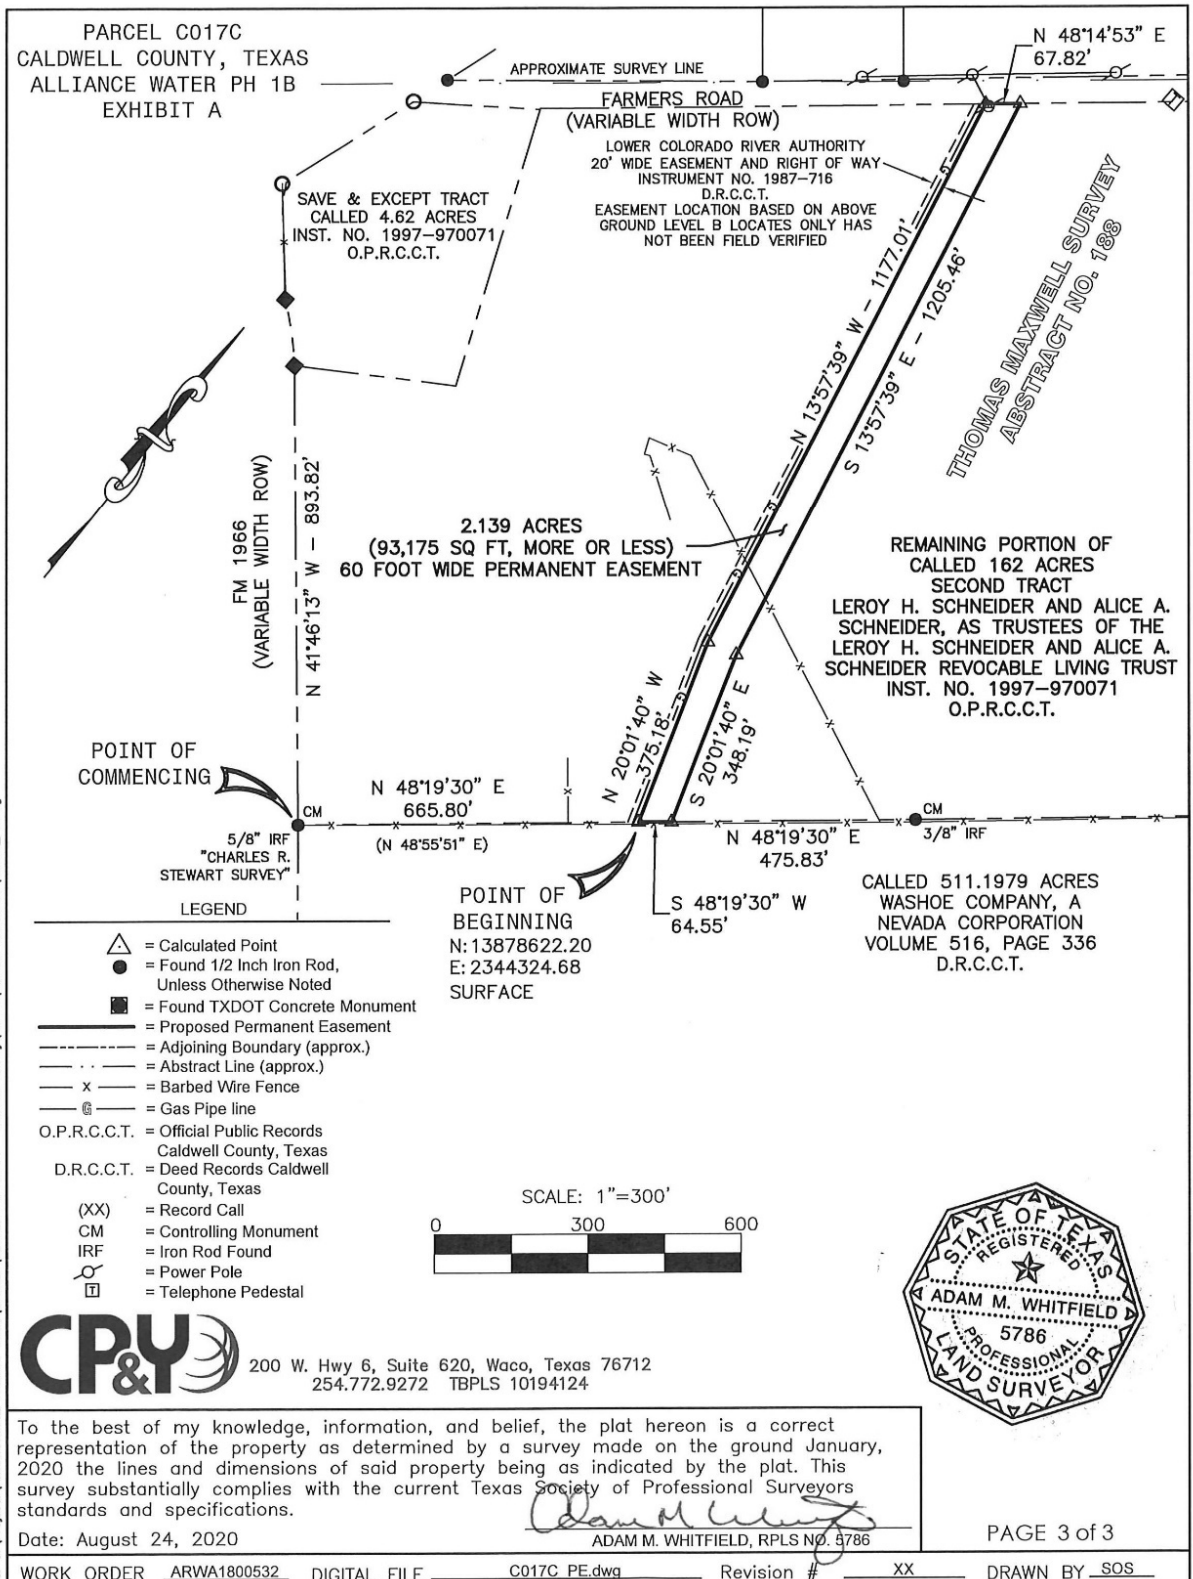 PARCEL C017C
CALDWELL COUNTY, TEXAS
ALLIANCE WATER PH 1B
EXHIBIT A
N 48°14'53" E
67.82'
APPROXIMATE SURVEY LINE
FARMERS ROAD
(VARIABLE WIDTH ROW)
T
LOWER COLORADO RIVER AUTHORITY
20' WIDE EASEMENT AND RIGHT OF WAY
INSTRUMENT NO. 1987-716
D.R.C.C.T.
EASEMENT LOCATION BASED ON ABOVE
GROUND LEVEL B LOCATES ONLY HAS
NOT BEEN FIELD VERIFIED
SAVE & EXCEPT TRACT
CALLED 4.62 ACRES
INST. NO. 1997-970071
O.P.R.C.C.T.
THOMAS MAXWELL SURVEY
ABSTRACT NO. 188
N 13°57'39" W - 1177.01'
S 13°57'39" E - 1205.46'
FM 1966
(VARIABLE WIDTH ROW)
N 41°46'13" W - 893.82'
2.139 ACRES
(93,175 SQ FT, MORE OR LESS)
60 FOOT WIDE PERMANENT EASEMENT
REMAINING PORTION OF
CALLED 162 ACRES
SECOND TRACT
LEROY H. SCHNEIDER AND ALICE A.
SCHNEIDER, AS TRUSTEES OF THE
LEROY H. SCHNEIDER AND ALICE A.
SCHNEIDER REVOCABLE LIVING TRUST
INST. NO. 1997-970071
O.P.R.C.C.T.
N 20°01'40" W
375.18'
S 20°01'40" E
348.19'
POINT OF
COMMENCING
CM
N 48°19'30" E
665.80'
(N 48°55'51" E)
5/8" IRF
"CHARLES R.
STEWART SURVEY"
CM
3/8" IRF
N 48°19'30" E
475.83'
POINT OF
BEGINNING
N:13878622.20
E:2344324.68
SURFACE
S 48°19'30" W
64.55'
CALLED 511.1979 ACRES
WASHOE COMPANY, A
NEVADA CORPORATION
VOLUME 516, PAGE 336
D.R.C.C.T.
LEGEND
= Calculated Point
= Found 1/2 Inch Iron Rod,
Unless Otherwise Noted
= Found TXDOT Concrete Monument
= Proposed Permanent Easement
= Adjoining Boundary (approx.)
= Abstract Line (approx.)
x = Barbed Wire Fence
G = Gas Pipe line
O.P.R.C.C.T. = Official Public Records
Caldwell County, Texas
D.R.C.C.T. = Deed Records Caldwell
County, Texas
(XX) = Record Call
CM = Controlling Monument
IRF = Iron Rod Found
= Power Pole
T = Telephone Pedestal
SCALE: 1"=300'
0 300 600
STATE OF TEXAS
REGISTERED
ADAM M. WHITFIELD
5786
PROFESSIONAL
LAND SURVEYOR
CP&Y
200 W. Hwy 6, Suite 620, Waco, Texas 76712
254.772.9272 TBPLS 10194124
To the best of my knowledge, information, and belief, the plat hereon is a correct
representation of the property as determined by a survey made on the ground January,
2020 the lines and dimensions of said property being as indicated by the plat. This
survey substantially complies with the current Texas Society of Professional Surveyors
standards and specifications.
Date: August 24, 2020
ADAM M. WHITFIELD, RPLS NO. 5786
PAGE 3 of 3
WORK ORDER ARWA1800532 DIGITAL FILE C017C PE.dwg Revision # XX DRAWN BY SOS